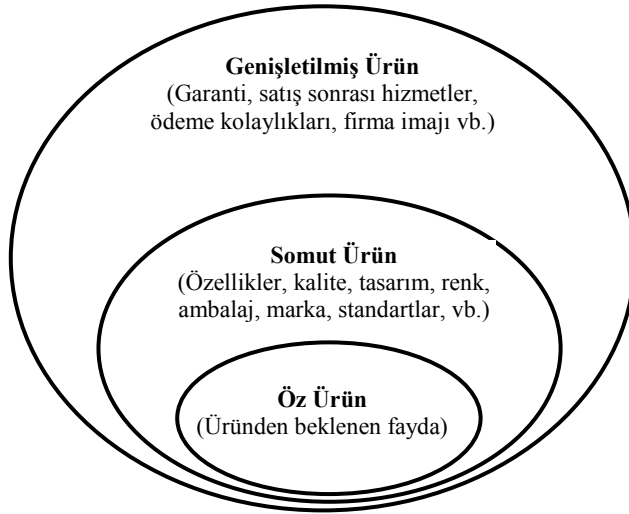 Genişletilmiş Ürün
(Garanti, satış sonrası hizmetler,
ödeme kolaylıkları, firma imajı vb.)
Somut Ürün
(Özellikler, kalite, tasarım, renk,
ambalaj, marka, standartlar, vb.)
Öz Ürün
(Üründen beklenen fayda)